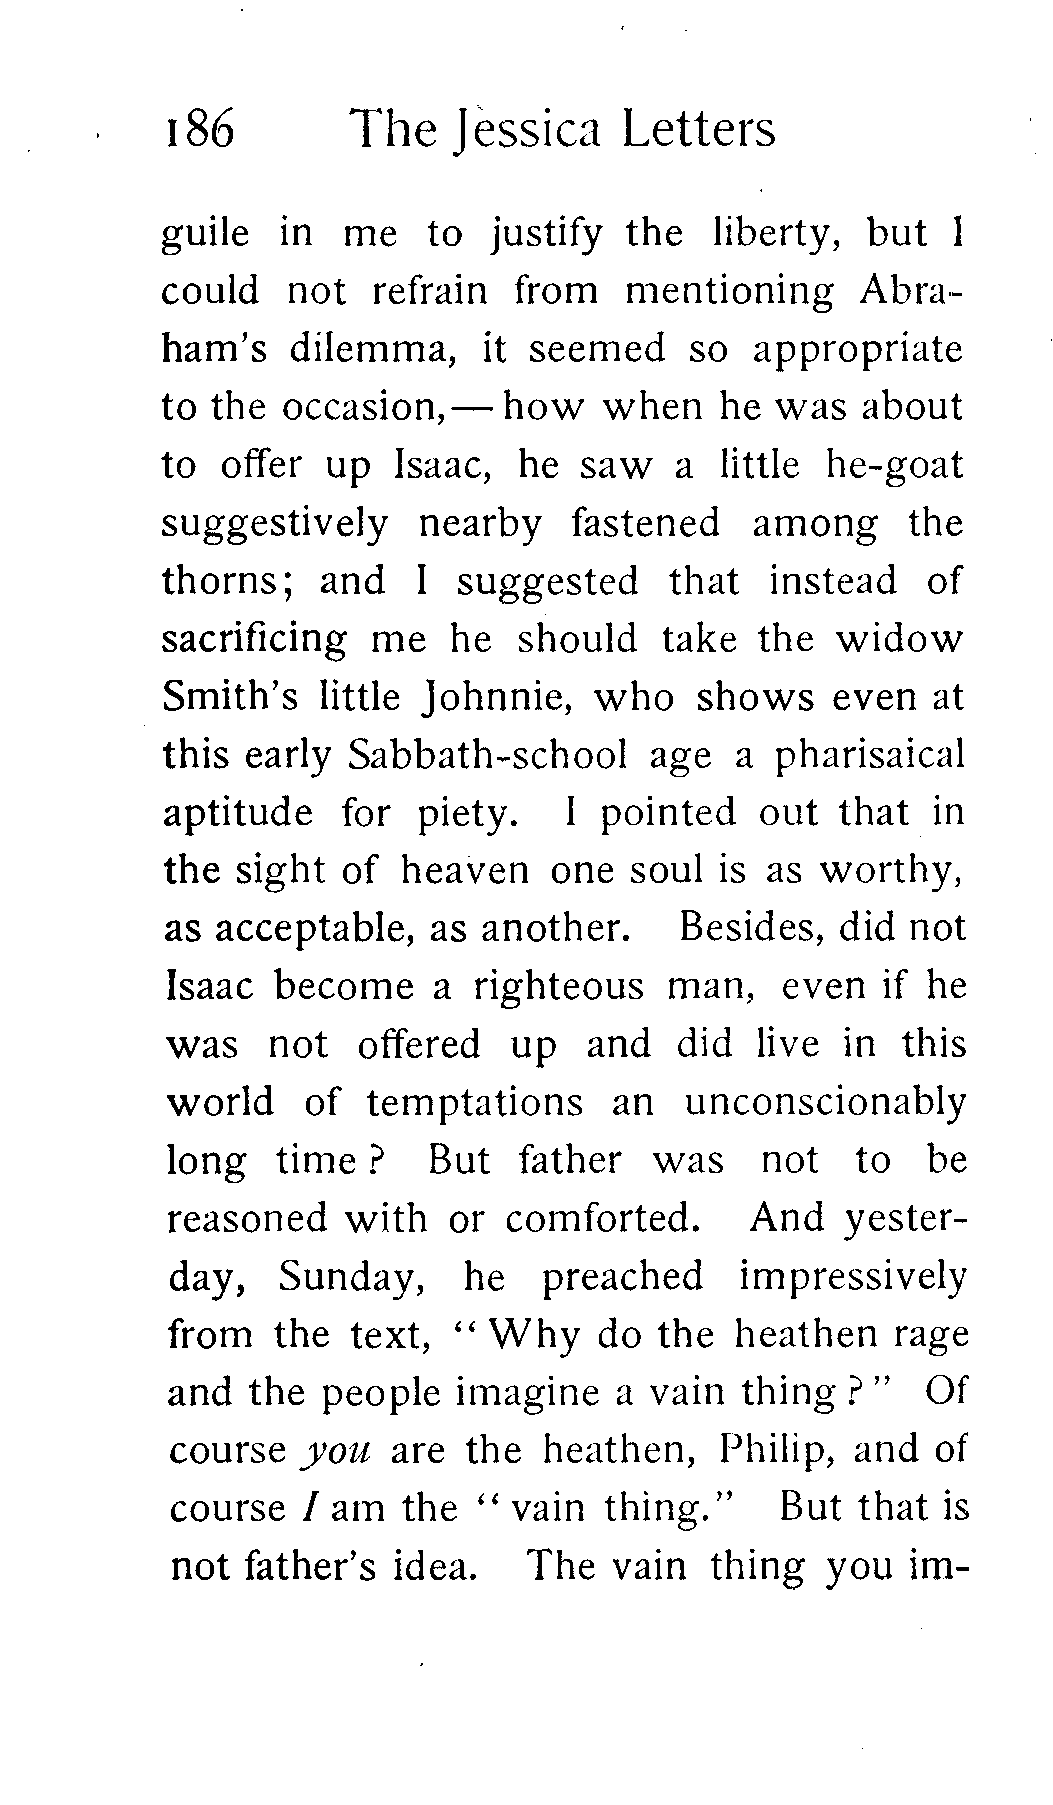 186 The Jessica Letters
guile in me to justify the liberty, but I
could not refrain from mentioning Abra-
ham's dilemma, it seemed so appropriate
to the occasion,—how when he was about
to offer up Isaac, he saw a little he-goat
suggestively nearby fastened among the
thorns; and I suggested that instead of
sacrificing me he should take the widow
Smith's little Johnnie, who shows even at
this early Sabbath-school age a pharisaical
aptitude for piety. I pointed out that in
the sight of heaven one soul is as worthy,
as acceptable, as another. Besides, did not
Isaac become a righteous man, even if he
was not offered up and did live in this
world of temptations an unconscionably
long time? But father was not to be
reasoned with or comforted. And yester-
day, Sunday, he preached impressively
from the text, "Why do the heathen rage
and the people imagine a vain thing?" Of
course you are the heathen, Philip, and of
course I am the "vain thing." But that is
not father's idea. The vain thing you im-